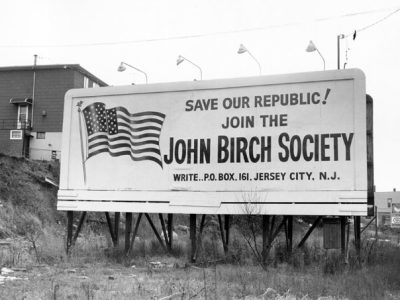 SAVE OUR REPUBLIC!
JOIN THE
JOHN BIRCH SOCIETY
WRITE..P.O. BOX. 161. JERSEY CITY, N.J.